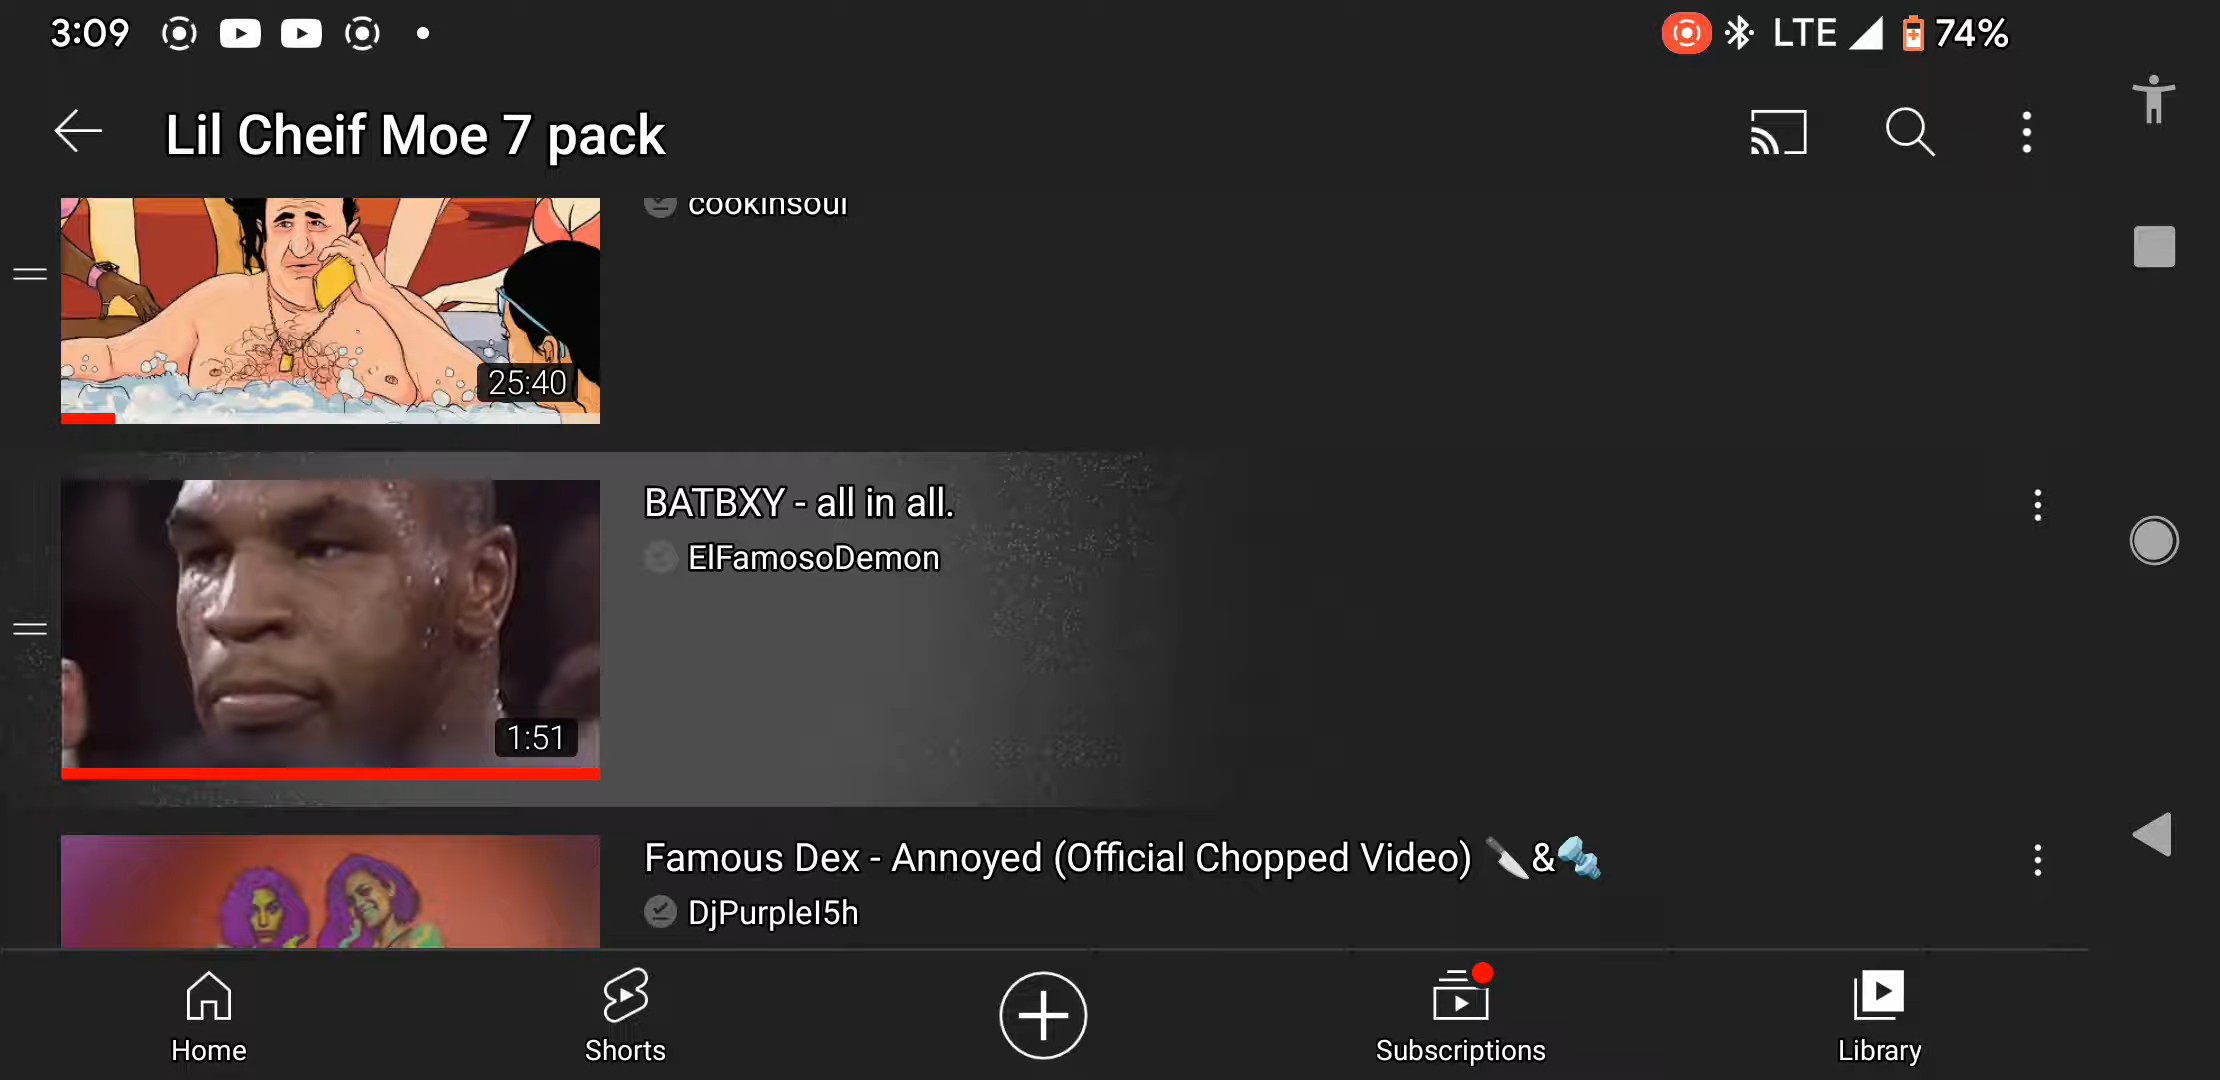 3:09
LTE 74%
Lil Cheif Moe 7 pack
cookinsoul
25:40
BATBXY - all in all.
ElFamosoDemon
1:51
Famous Dex - Annoyed (Official Chopped Video) 🔪&🔩
DjPurpleI5h
Home
Shorts
Subscriptions
Library